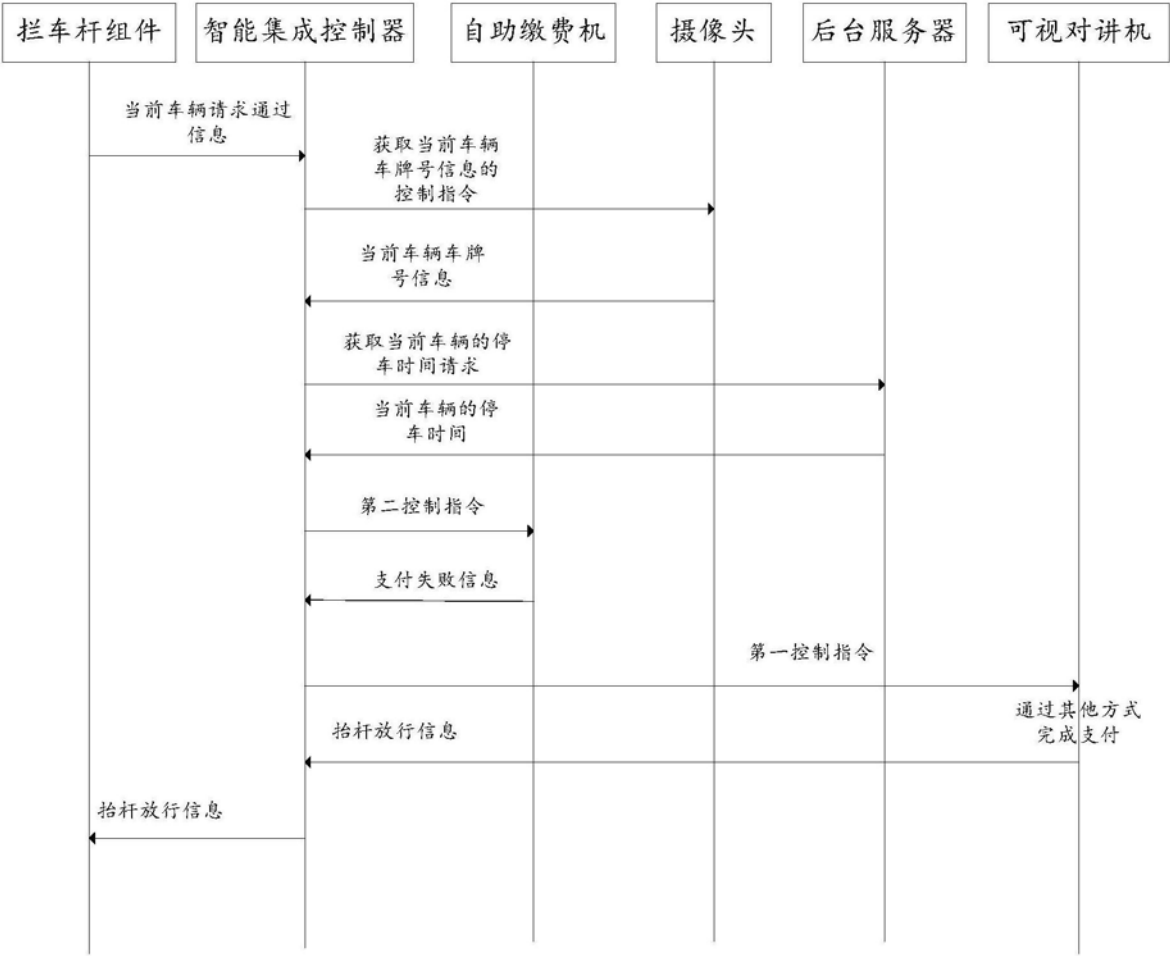 拦车杆组件
智能集成控制器
自助缴费机
摄像头
后台服务器
可视对讲机
当前车辆请求通过
信息
获取当前车辆
车牌号信息的
控制指令
当前车辆车牌
号信息
获取当前车辆的停
车时间请求
当前车辆的停
车时间
第二控制指令
支付失败信息
第一控制指令
通过其他方式
完成支付
抬杆放行信息
抬杆放行信息